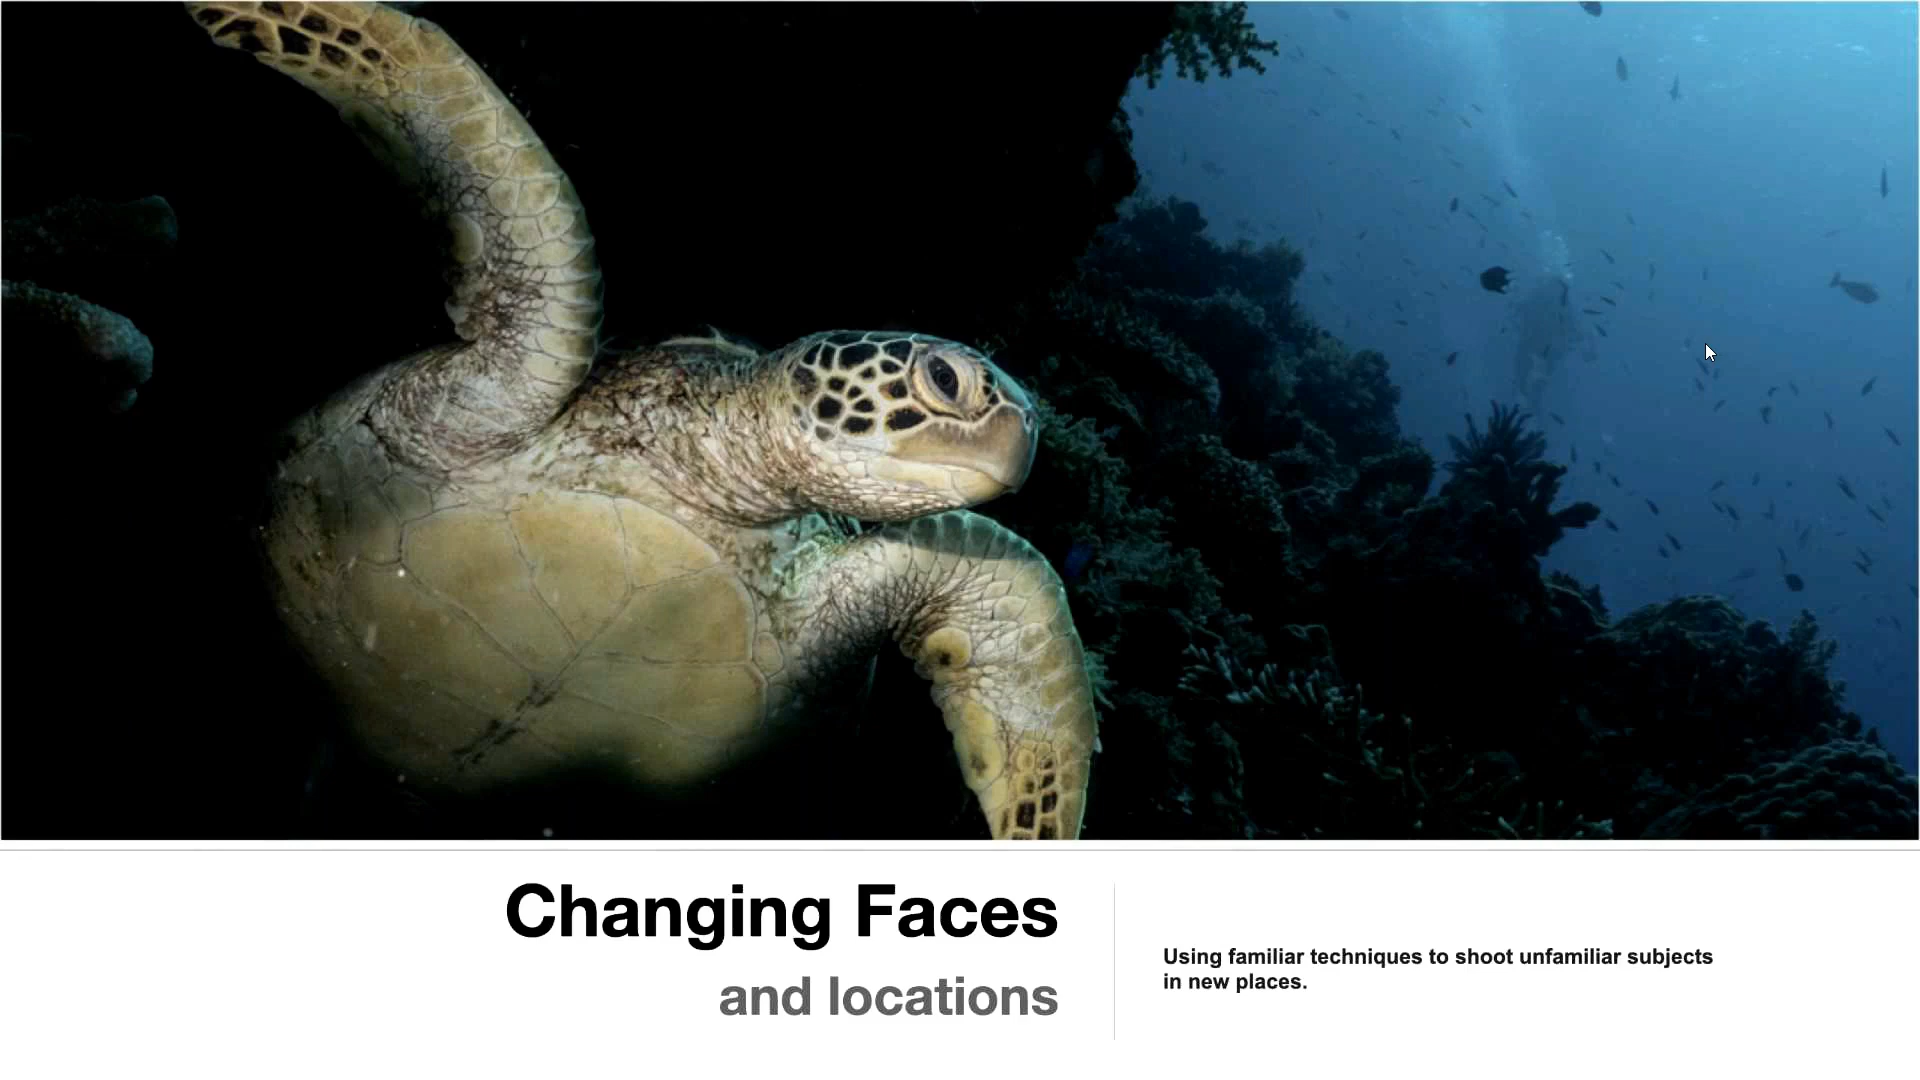 Changing Faces
and locations
Using familiar techniques to shoot unfamiliar subjects
in new places.